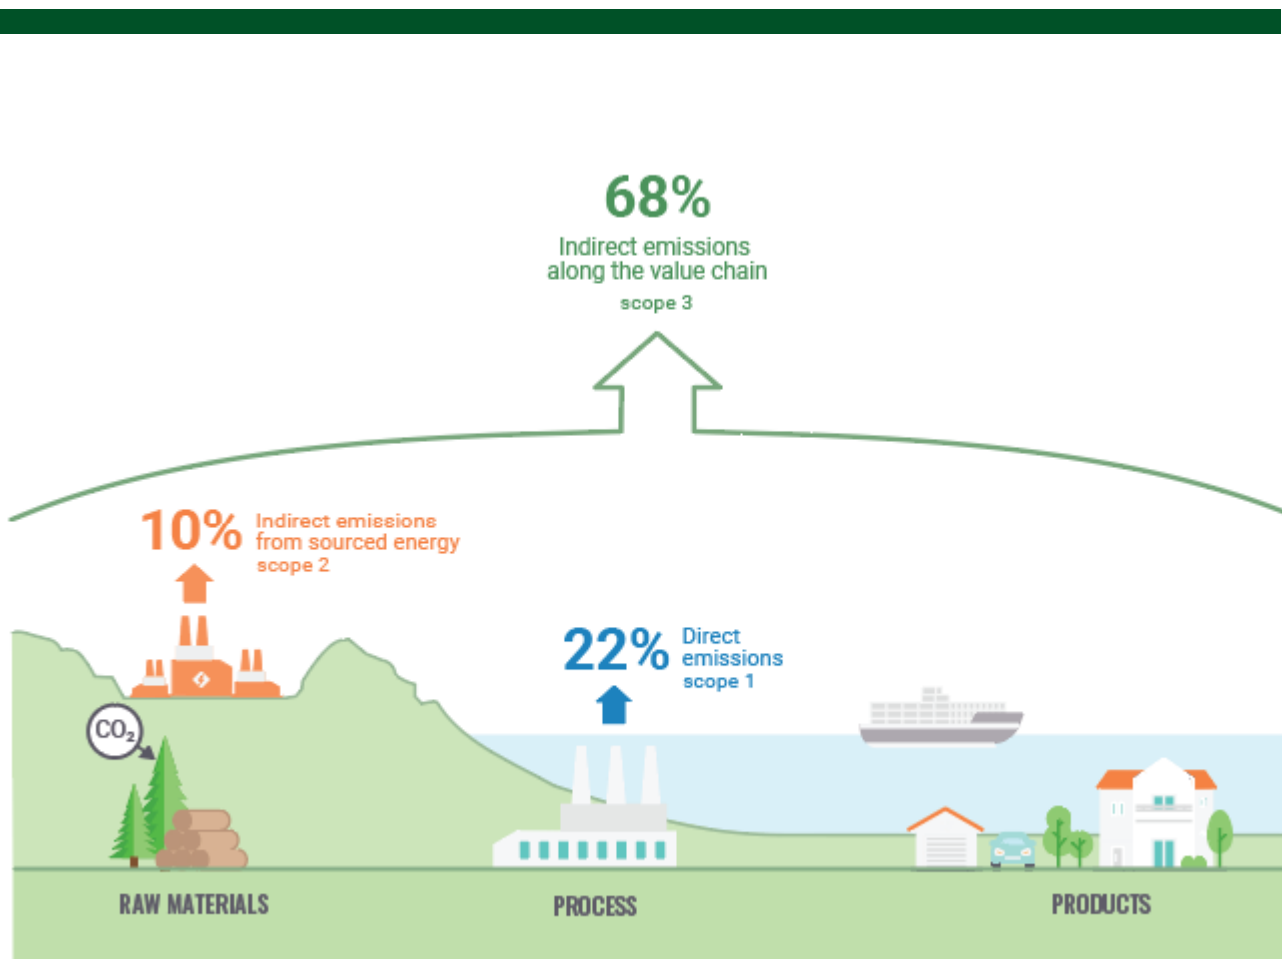 68%
Indirect emissions
along the value chain
scope 3
10%
Indirect emissions
from sourced energy
scope 2
22%
Direct
emissions
scope 1
CO₂
RAW MATERIALS
PROCESS
PRODUCTS